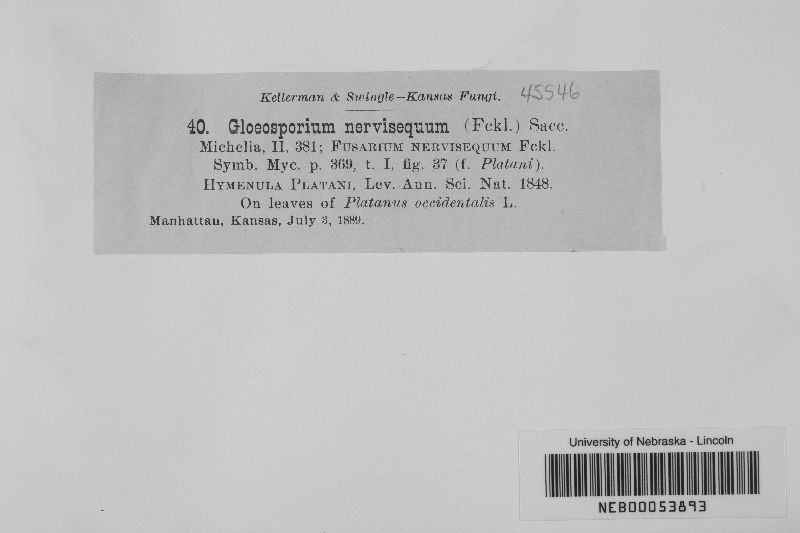 Kellerman & Swingle—Kansas Fungi. 45546
40. Gloeosporium nervisequum (Fckl.) Sacc.
Michelia, II, 381; FUSARIUM NERVISEQUUM Fckl.
Symb. Myc. p. 369, t. I, fig. 37 (f. Platani).
HYMENULA PLATANI, Lev. Ann. Sci. Nat. 1848.
On leaves of Platanus occidentalis L.
Manhattan, Kansas, July 3, 1889.
University of Nebraska - Lincoln
NEB00053893